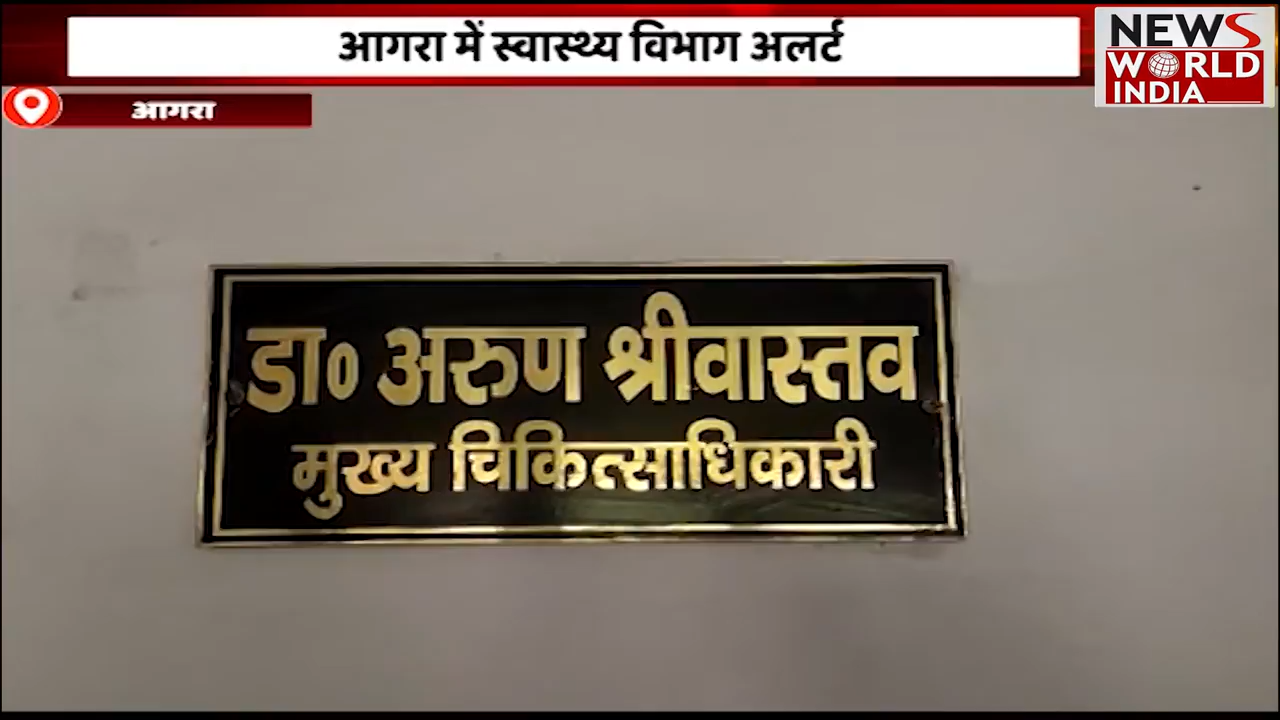 आगरा में स्वास्थ्य विभाग अलर्ट
NEWS
WORLD
INDIA
आगरा
डा० अरुण श्रीवास्तव
मुख्य चिकित्साधिकारी